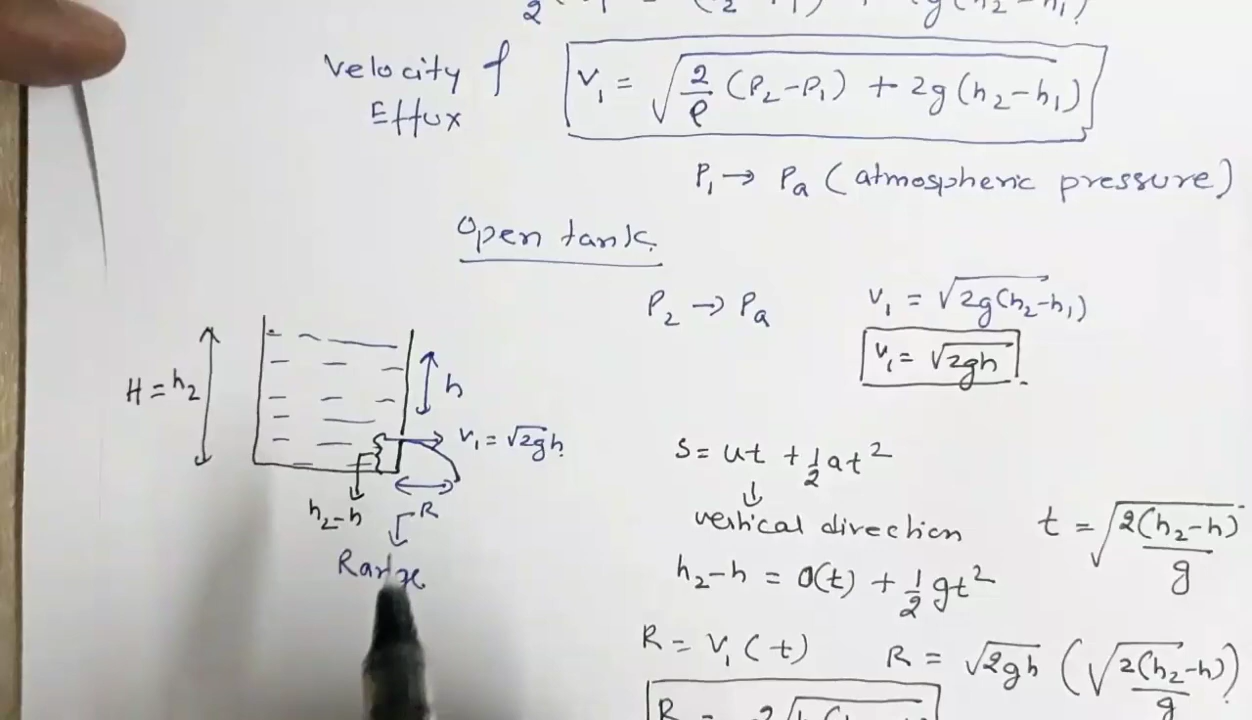 Velocity of
Efflux
V₁ = √(2/ρ (P₂-P₁) + 2g(h₂-h₁))
P₁ → Pa (atmospheric pressure)
Open tank
P₂ → Pa
V₁ = √2g(h₂-h₁)
V₁ = √2gh
H = h₂
h
V₁ = √2gh
h₂-h
R
Range
S = ut + ½at²
vertical direction
h₂-h = 0(t) + ½ gt²
t = √(2(h₂-h)/g)
R = V₁ (t)
R = √2gh (√(2(h₂-h)/g))